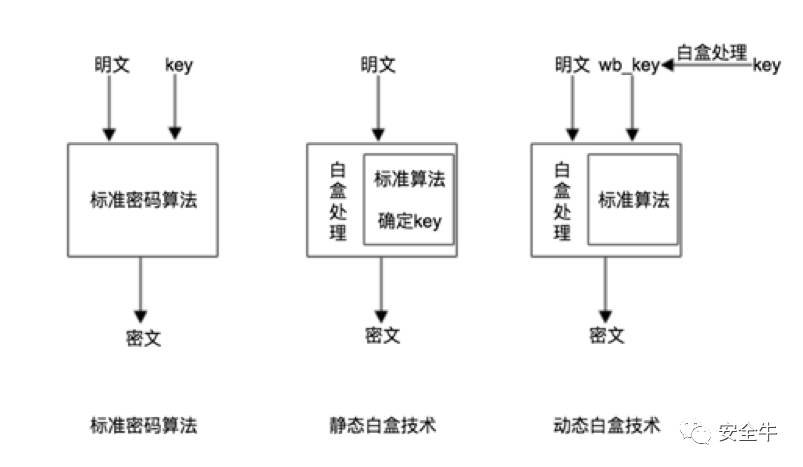 明文 key
标准密码算法
密文
标准密码算法
明文
白盒处理
标准算法
确定key
密文
静态白盒技术
明文 wb_key 白盒处理 key
白盒处理
标准算法
密文
动态白盒技术
安全牛